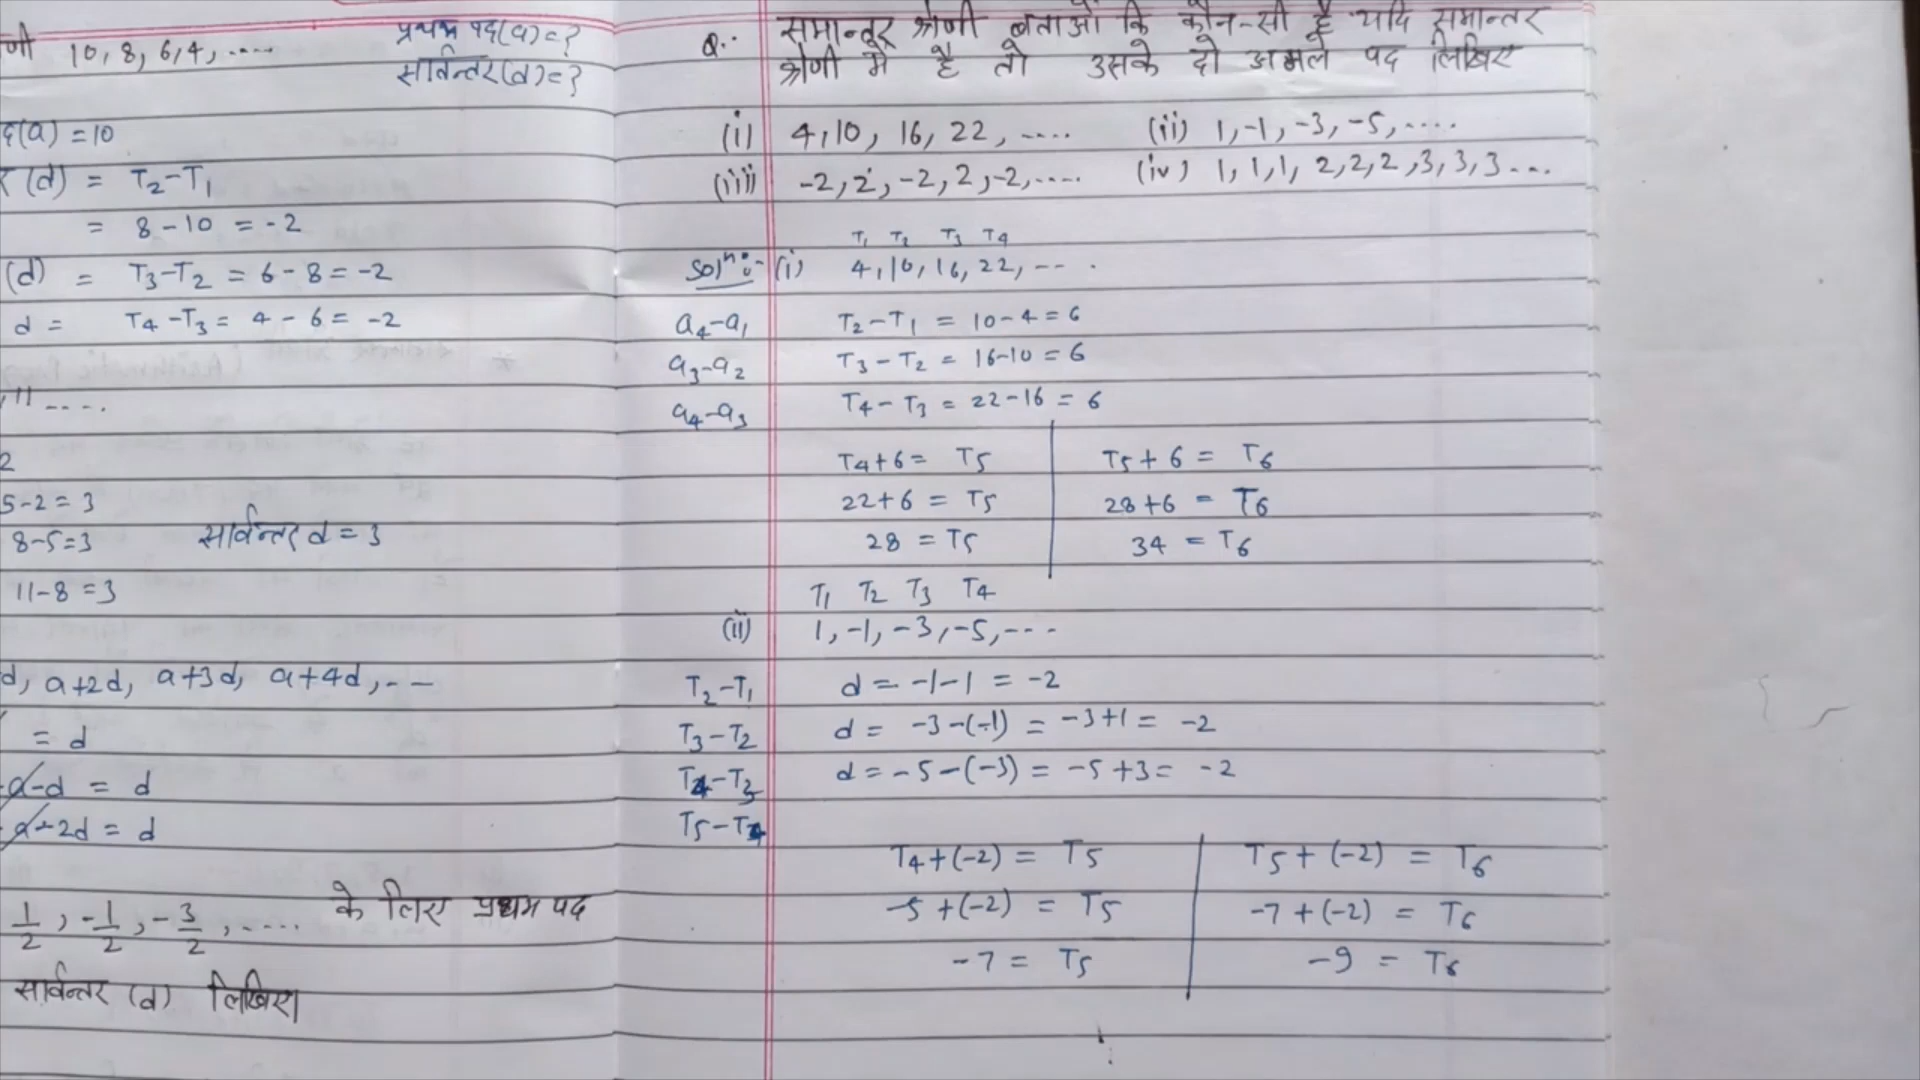 णी 10, 8, 6, 4, ..... प्रथम पद(a)=?
सार्वान्तर(d)=?
द(a) = 10
र (d) = T2-T1
= 8-10 = -2
(d) = T3-T2 = 6-8 = -2
d = T4-T3 = 4-6 = -2
,11 ....
2
5-2=3
8-5=3 सार्वान्तर d=3
11-8=3
d, a+2d, a+3d, a+4d, --
= d
a-d = d
a+2d = d
1/2, -1/2, -3/2, ..... के लिए प्रथम पद
सार्वान्तर (d) लिखिए।
Q.. समान्तर श्रेणी बताओ कि कौन-सी है यदि समान्तर
श्रेणी में है तो उसके दो अगले पद लिखिए
(i) 4, 10, 16, 22, .... (ii) 1, -1, -3, -5, .....
(iii) -2, 2, -2, 2, -2, .... (iv) 1, 1, 1, 2, 2, 2, 3, 3, 3 ...
T1 T2 T3 T4
Solⁿ:- (i) 4, 10, 16, 22, -- .
a4-a1 T2-T1 = 10-4 = 6
a3-a2 T3-T2 = 16-10 = 6
a4-a3 T4-T3 = 22-16 = 6
T4+6 = T5 T5+6 = T6
22+6 = T5 28+6 = T6
28 = T5 34 = T6
T1 T2 T3 T4
(ii) 1, -1, -3, -5, ---
T2-T1 d = -1-1 = -2
T3-T2 d = -3-(-1) = -3+1 = -2
T4-T3 d = -5-(-3) = -5+3 = -2
T5-T4
T4+(-2) = T5 T5+(-2) = T6
-5+(-2) = T5 -7+(-2) = T6
-7 = T5 -9 = T6